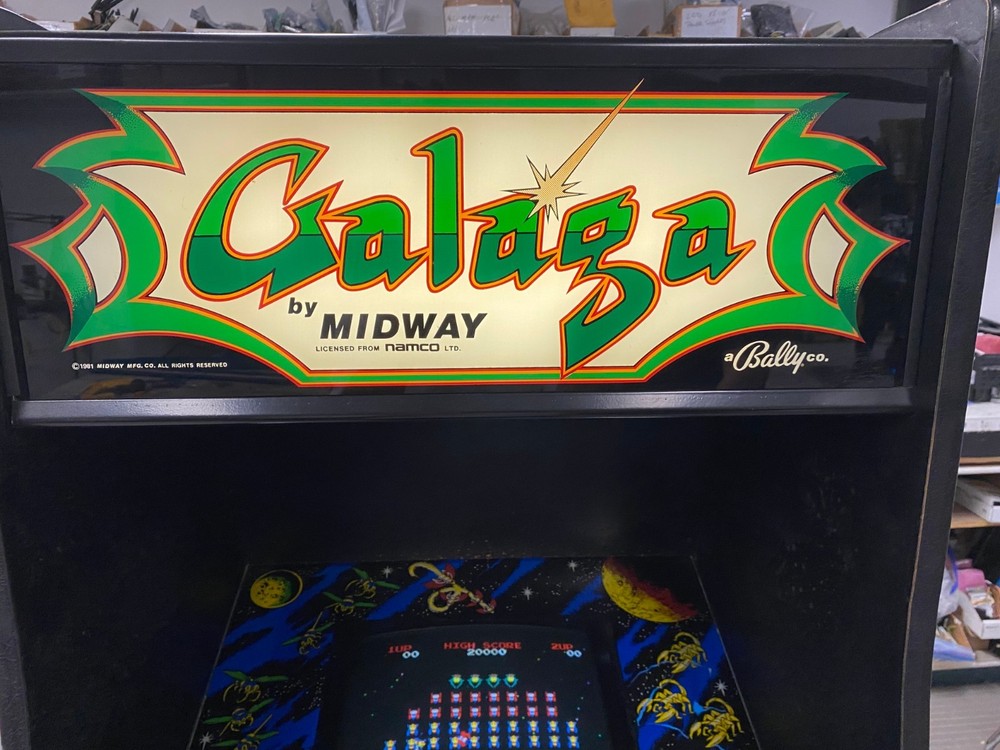 Galaga
by MIDWAY
LICENSED FROM namco LTD.
©1981 MIDWAY MFG. CO. ALL RIGHTS RESERVED
a Bally co.
1UP HIGH SCORE 2UP
00 20000 00